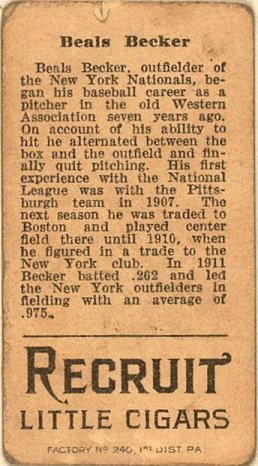 Beals Becker
Beals Becker, outfielder of
the New York Nationals, be-
gan his baseball career as a
pitcher in the old Western
Association seven years ago.
On account of his ability to
hit he alternated between the
box and the outfield and fin-
ally quit pitching. His first
experience with the National
League was with the Pitts-
burgh team in 1907. The
next season he was traded to
Boston and played center
field there until 1910, when
he figured in a trade to the
New York club. In 1911
Becker batted .262 and led
the New York outfielders in
fielding with an average of
.975.
RECRUIT
LITTLE CIGARS
FACTORY Nº 240, 1ST DIST. PA.